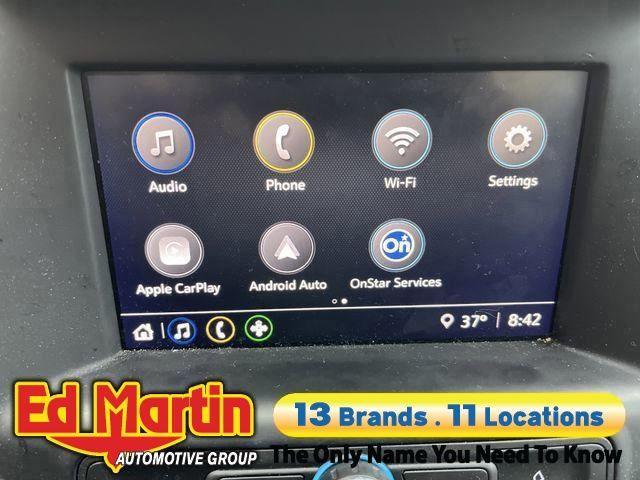 Audio Phone Wi-Fi Settings
Apple CarPlay Android Auto OnStar Services
On
37° 8:42
Ed Martin
AUTOMOTIVE GROUP
13 Brands . 11 Locations
The Only Name You Need To Know